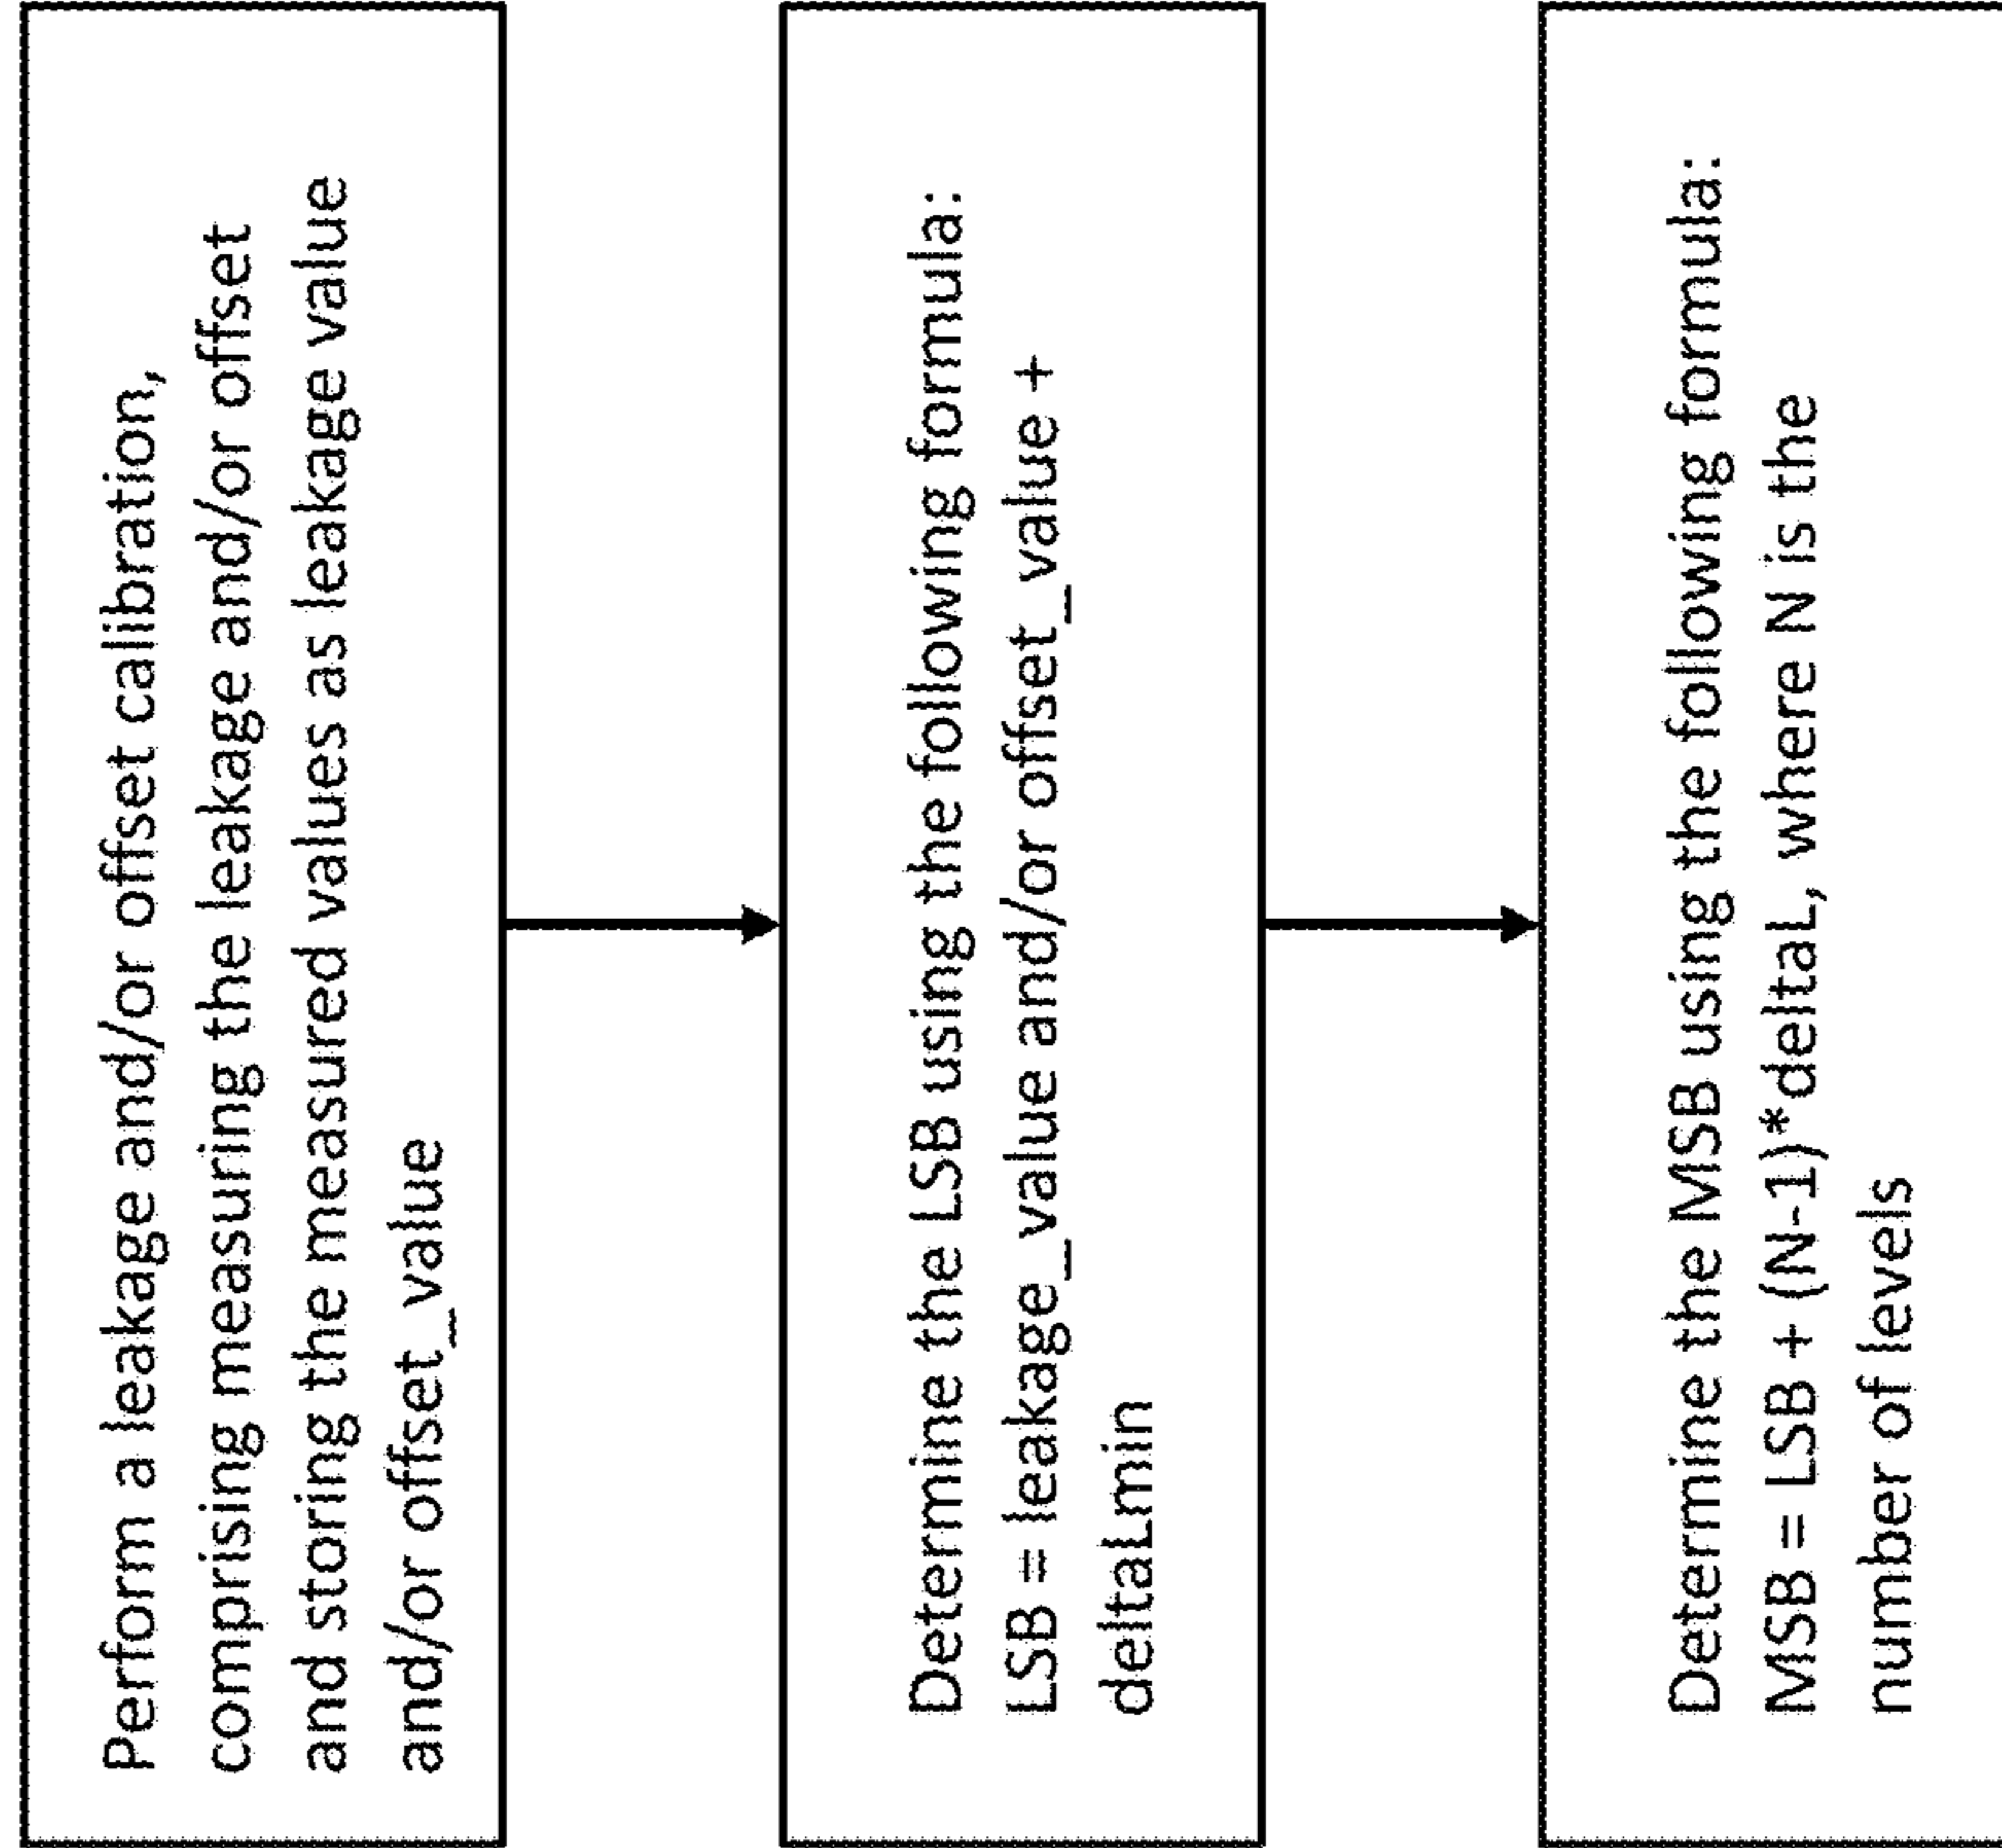 Perform a leakage and/or offset calibration,
comprising measuring the leakage and/or offset
and storing the measured values as leakage value
and/or offset_value
Determine the LSB using the following formula:
LSB = leakage_value and/or offset_value +
deltaLmin
Determine the MSB using the following formula:
MSB = LSB + (N-1)*deltaL, where N is the
number of levels